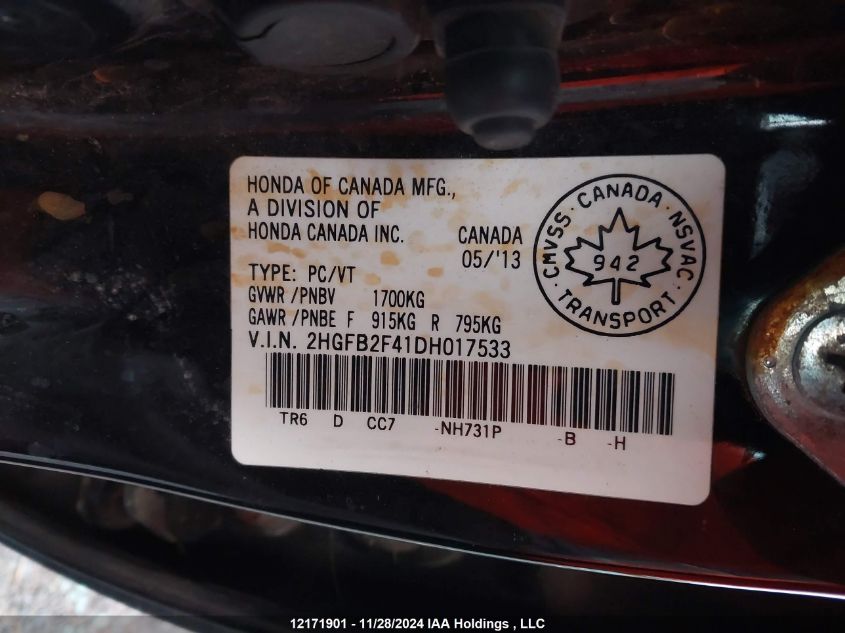 HONDA OF CANADA MFG.,
A DIVISION OF
HONDA CANADA INC.
CANADA
05/'13
TYPE: PC/VT
GVWR /PNBV 1700KG
GAWR /PNBE F 915KG R 795KG
V.I.N. 2HGFB2F41DH017533
TR6 D CC7 -NH731P -B -H
CMVSS · CANADA · NSVAC
942
· TRANSPORT ·
12171901 - 11/28/2024 IAA Holdings , LLC